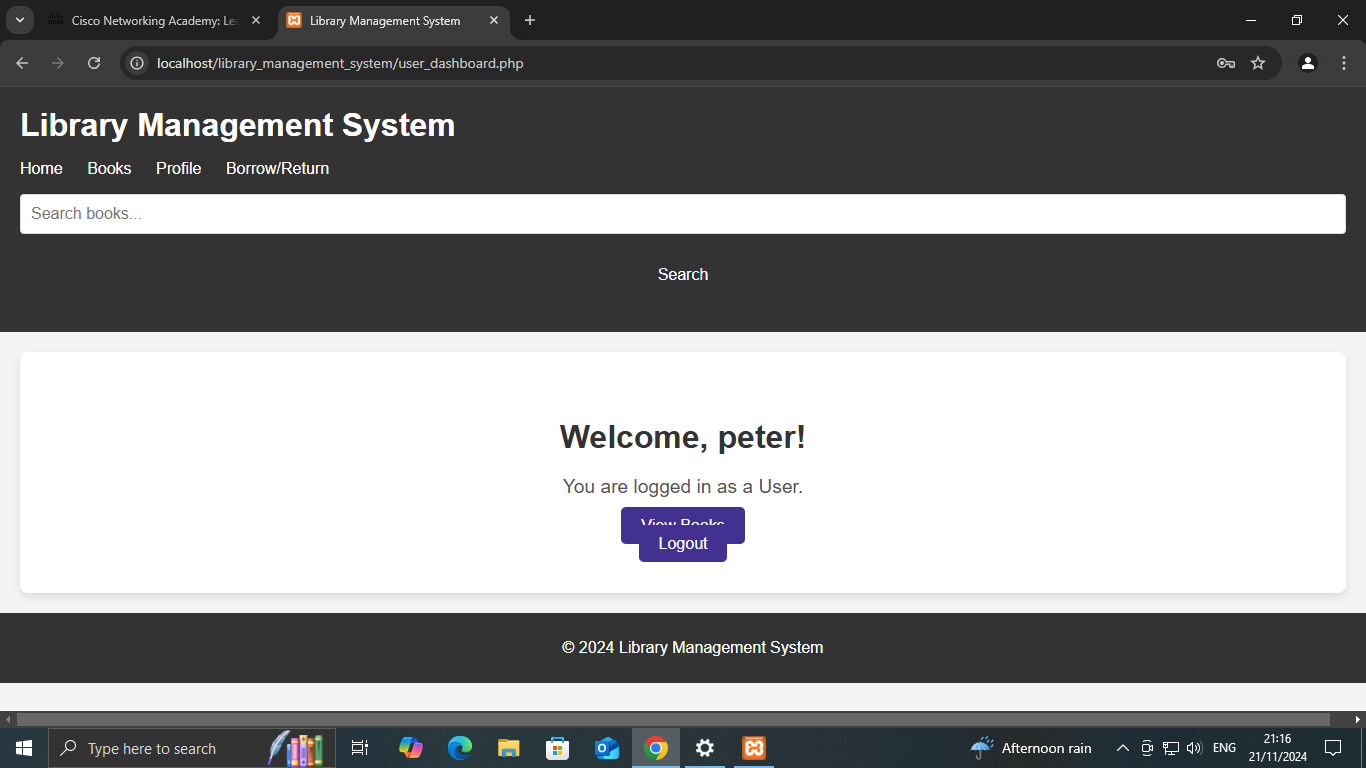 Cisco Networking Academy: Lea
Library Management System
localhost/library_management_system/user_dashboard.php
Library Management System
Home Books Profile Borrow/Return
Search books...
Search
Welcome, peter!
You are logged in as a User.
View Books
Logout
© 2024 Library Management System
Type here to search
Afternoon rain
ENG
21:16
21/11/2024